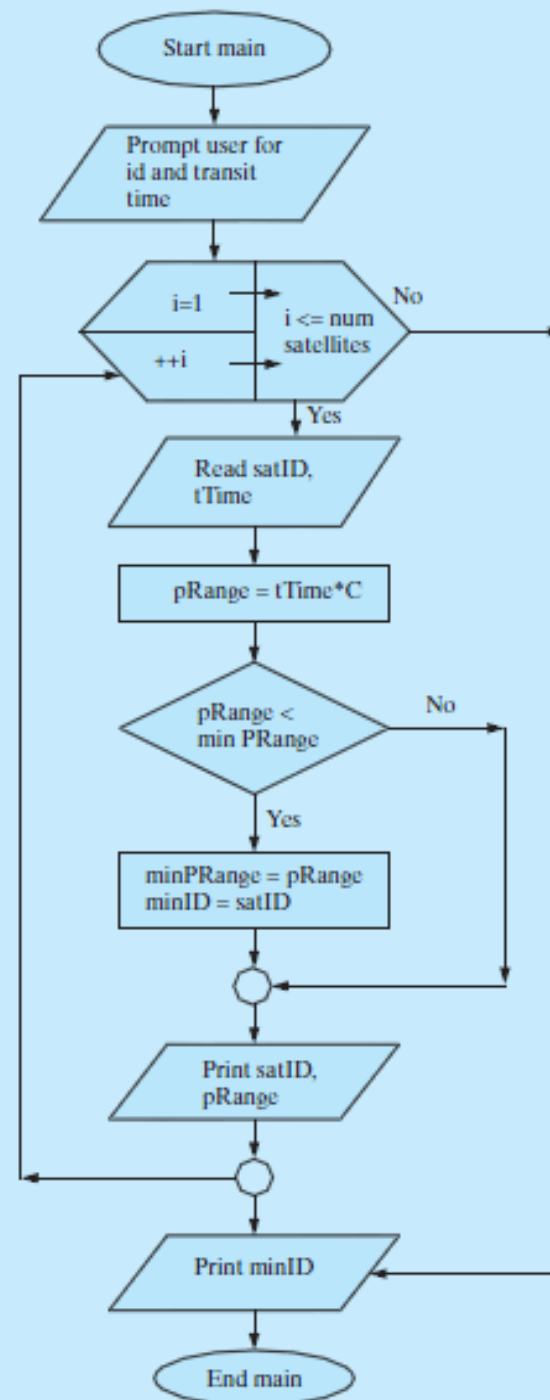 Start main
Prompt user for
id and transit
time
i=1
++i
i <= num
satellites
No
Yes
Read satID,
tTime
pRange = tTime*C
pRange <
min PRange
No
Yes
minPRange = pRange
minID = satID
Print satID,
pRange
Print minID
End main